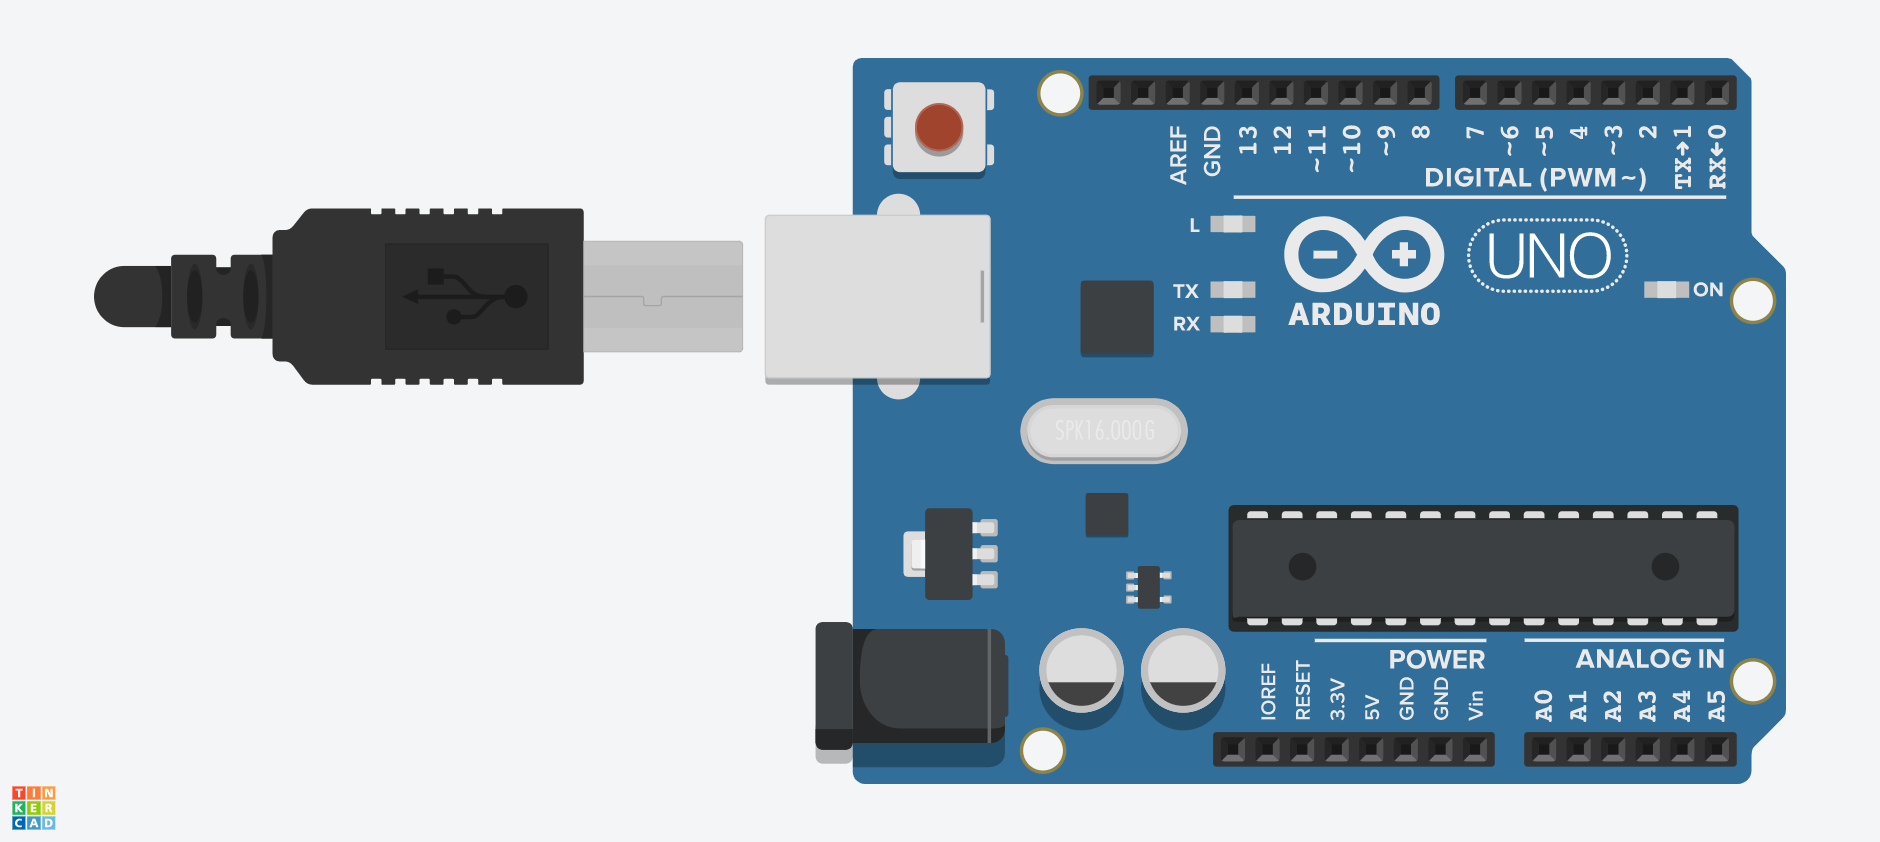 AREF
GND
13
12
~11
~10
~9
8
7
~6
~5
4
~3
2
TX→1
RX←0
DIGITAL (PWM ~)
L
TX
RX
ARDUINO
UNO
ON
SPK16.000G
POWER
ANALOG IN
IOREF
RESET
3.3V
5V
GND
GND
Vin
A0
A1
A2
A3
A4
A5
TIN
KER
CAD